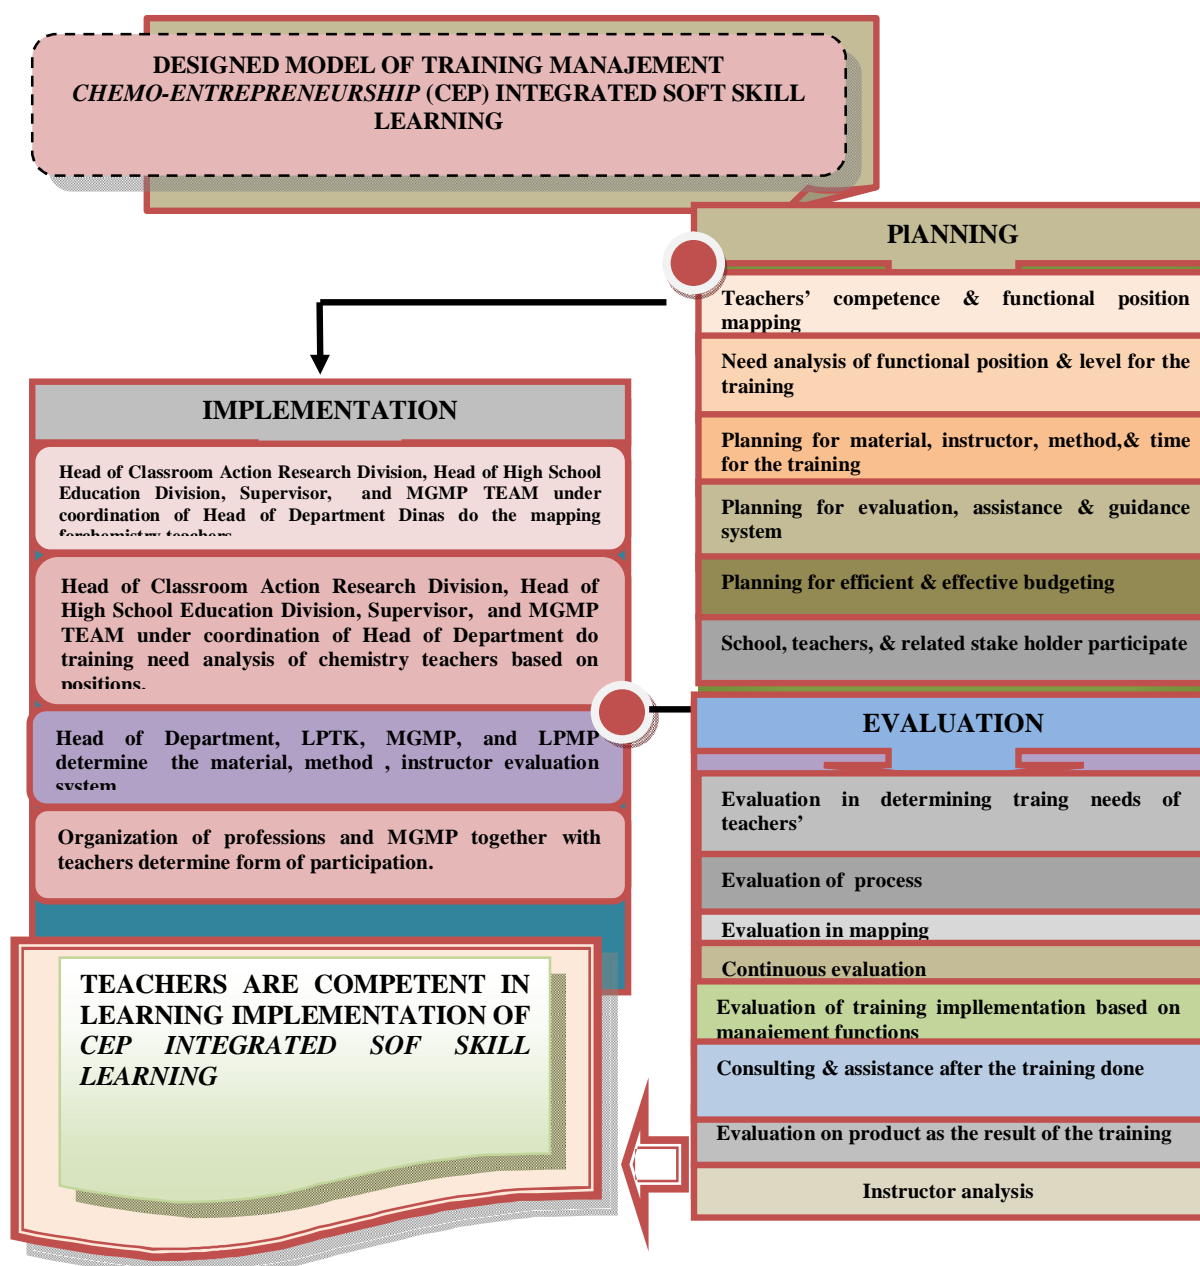 DESIGNED MODEL OF TRAINING MANAJEMENT
CHEMO-ENTREPRENEURSHIP (CEP) INTEGRATED SOFT SKILL
LEARNING
PlANNING
Teachers’ competence & functional position
mapping
Need analysis of functional position & level for the
training
Planning for material, instructor, method,& time
for the training
Planning for evaluation, assistance & guidance
system
Planning for efficient & effective budgeting
School, teachers, & related stake holder participate
IMPLEMENTATION
Head of Classroom Action Research Division, Head of High School
Education Division, Supervisor, and MGMP TEAM under
coordination of Head of Department Dinas do the mapping
forchemistry teachers
Head of Classroom Action Research Division, Head of
High School Education Division, Supervisor, and MGMP
TEAM under coordination of Head of Department do
training need analysis of chemistry teachers based on
positions.
Head of Department, LPTK, MGMP, and LPMP
determine the material, method , instructor evaluation
system
Organization of professions and MGMP together with
teachers determine form of participation.
EVALUATION
Evaluation in determining traing needs of
teachers’
Evaluation of process
Evaluation in mapping
Continuous evaluation
Evaluation of training impllementation based on
manajement functions
Consulting & assistance after the training done
Evaluation on product as the result of the training
Instructor analysis
TEACHERS ARE COMPETENT IN
LEARNING IMPLEMENTATION OF
CEP INTEGRATED SOF SKILL
LEARNING